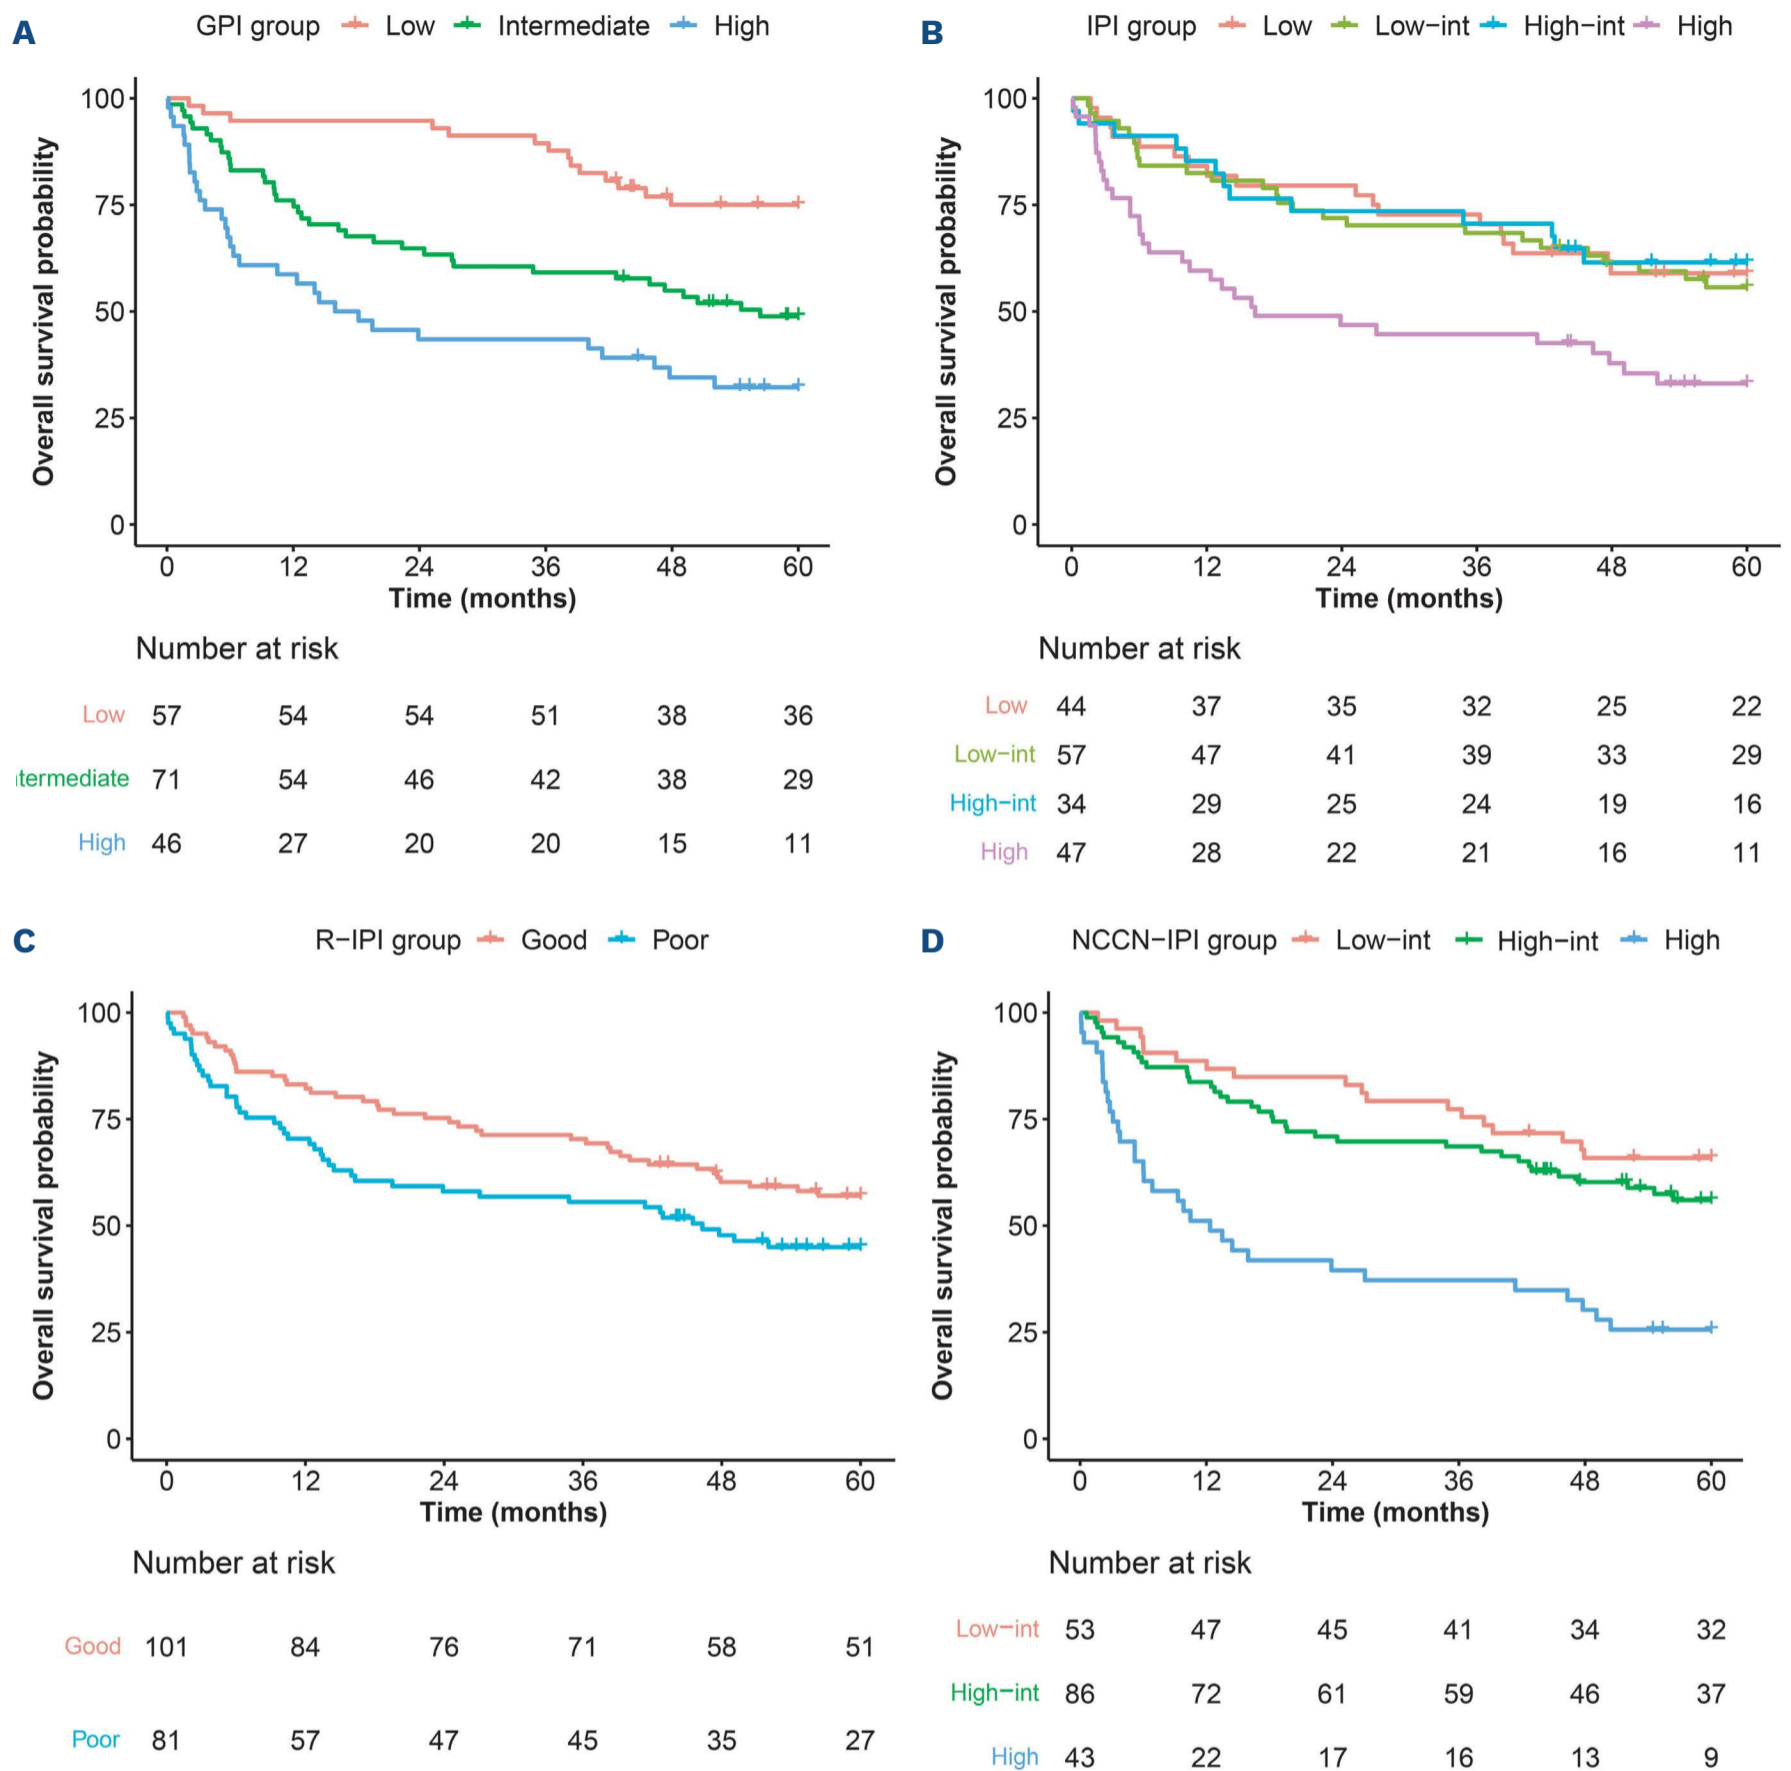 A
GPI group Low Intermediate High
Overall survival probability
100
75
50
25
0
0 12 24 36 48 60
Time (months)
Number at risk
Low 57 54 54 51 38 36
termediate 71 54 46 42 38 29
High 46 27 20 20 15 11
B
IPI group Low Low-int High-int High
Overall survival probability
100
75
50
25
0
0 12 24 36 48 60
Time (months)
Number at risk
Low 44 37 35 32 25 22
Low-int 57 47 41 39 33 29
High-int 34 29 25 24 19 16
High 47 28 22 21 16 11
C
R-IPI group Good Poor
Overall survival probability
100
75
50
25
0
0 12 24 36 48 60
Time (months)
Number at risk
Good 101 84 76 71 58 51
Poor 81 57 47 45 35 27
D
NCCN-IPI group Low-int High-int High
Overall survival probability
100
75
50
25
0
0 12 24 36 48 60
Time (months)
Number at risk
Low-int 53 47 45 41 34 32
High-int 86 72 61 59 46 37
High 43 22 17 16 13 9